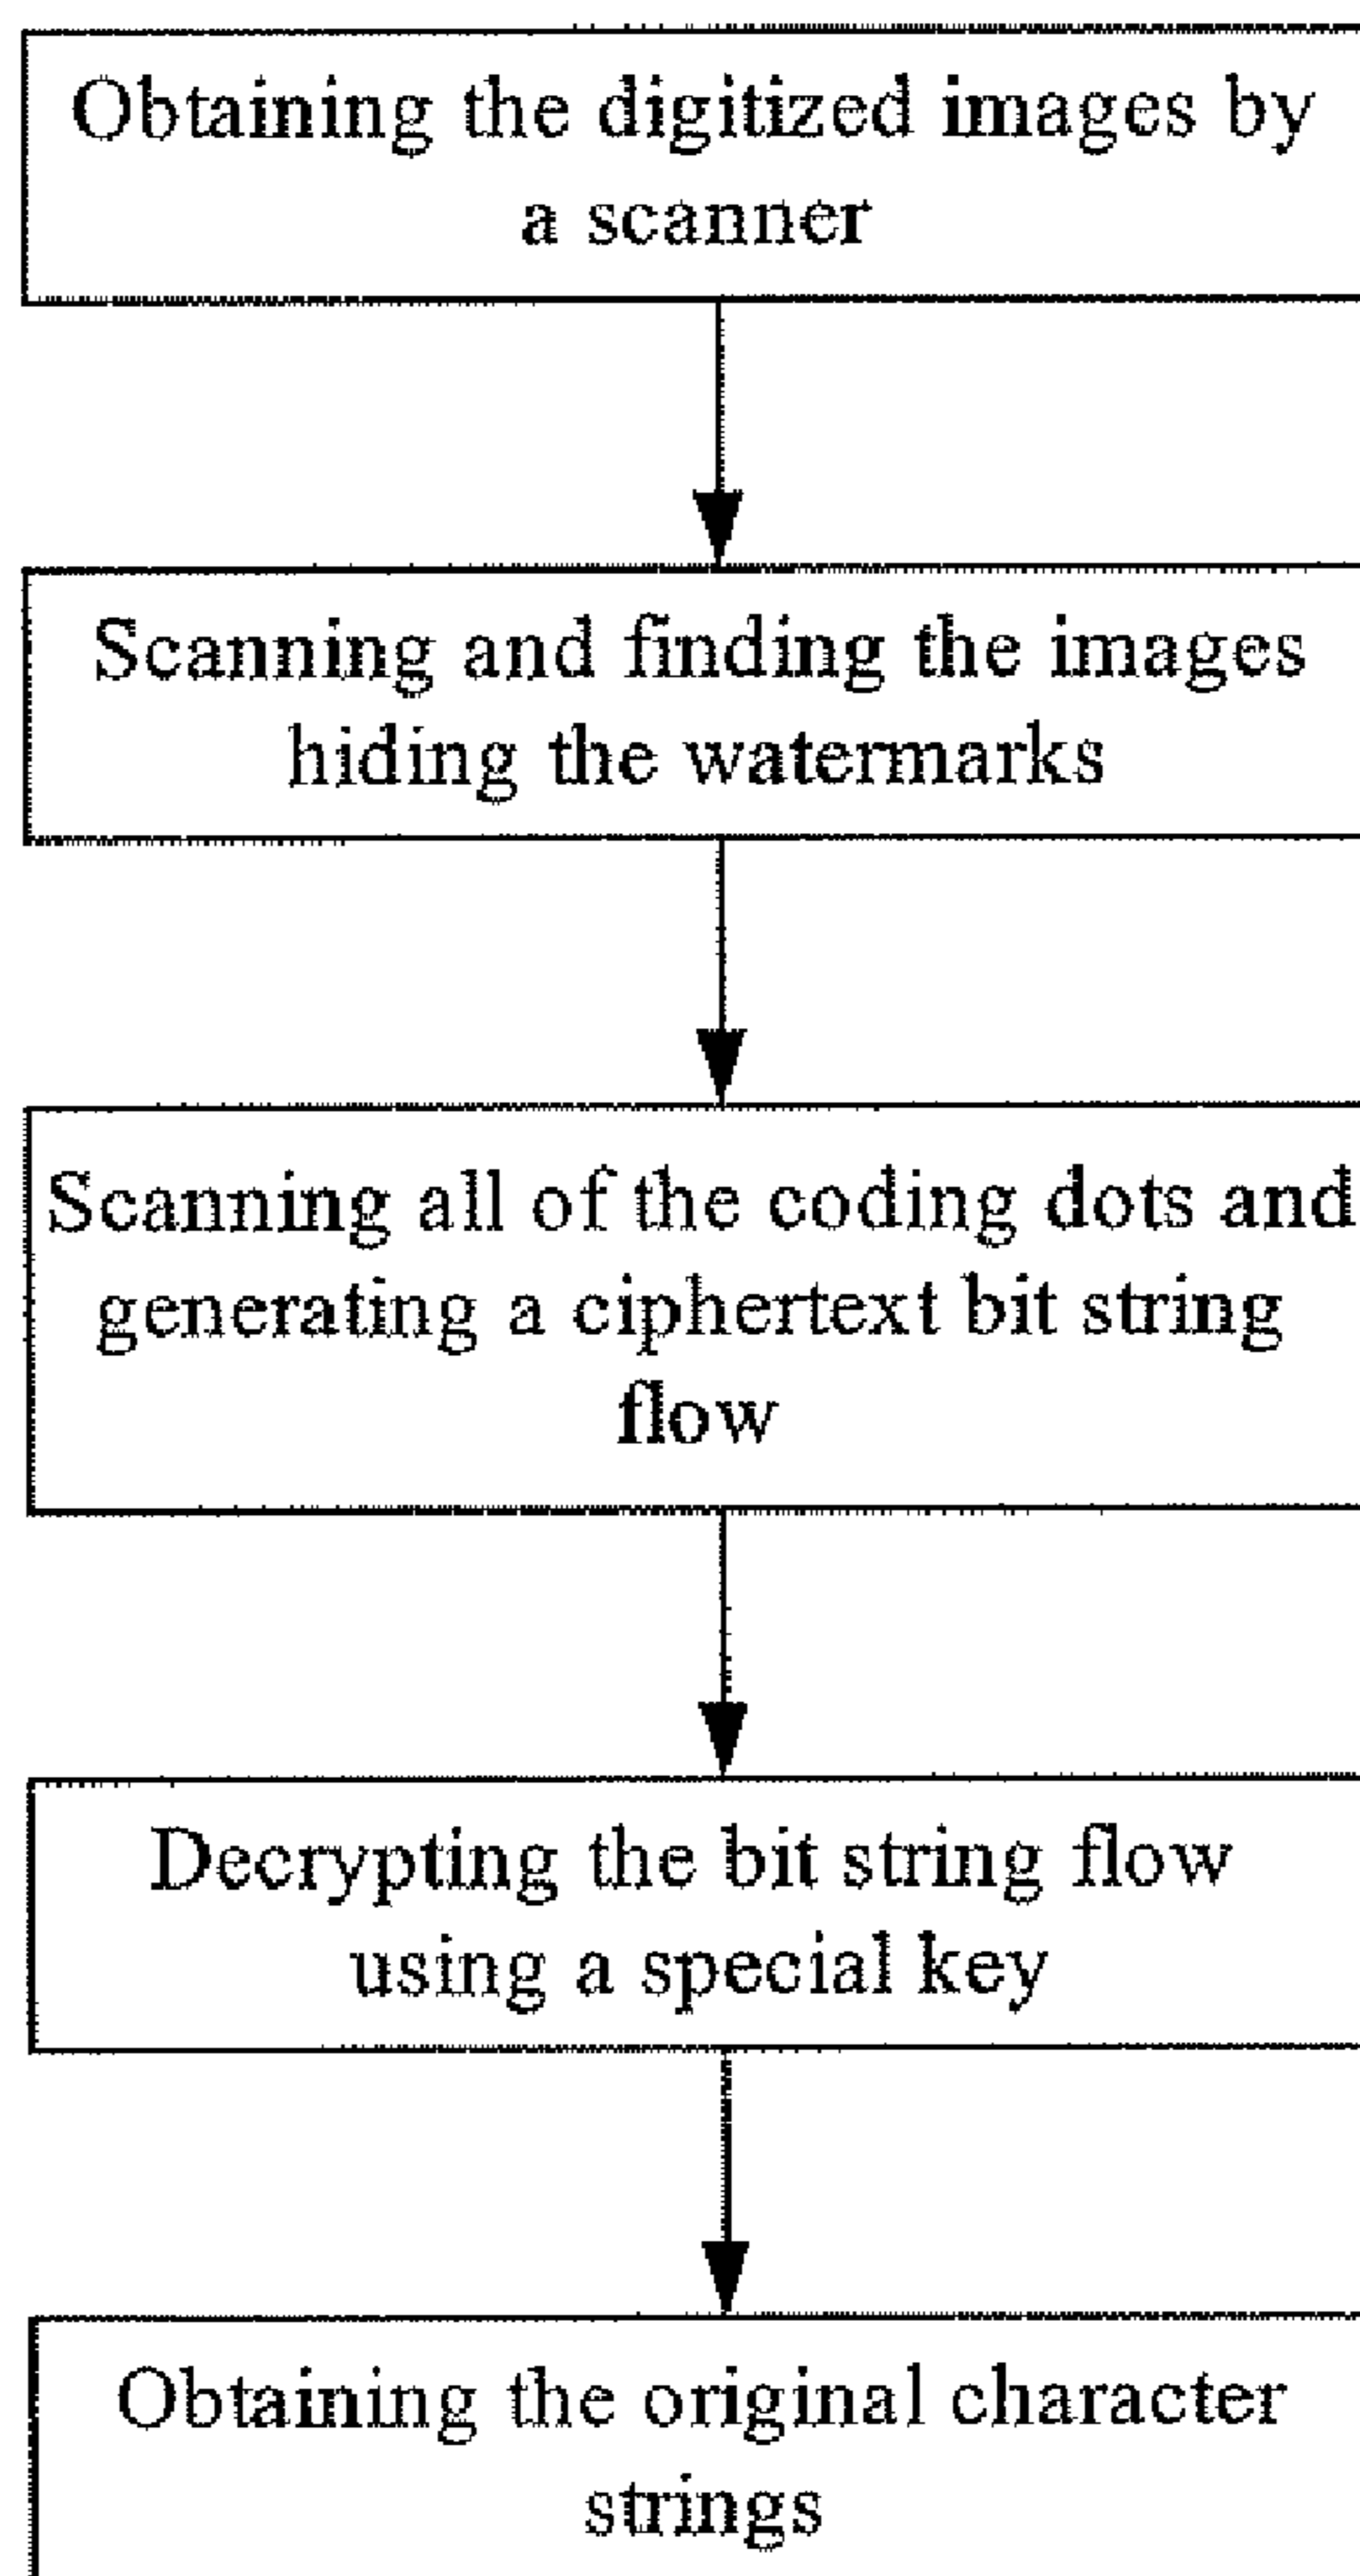 Obtaining the digitized images by
a scanner
Scanning and finding the images
hiding the watermarks
Scanning all of the coding dots and
generating a ciphertext bit string
flow
Decrypting the bit string flow
using a special key
Obtaining the original character
strings